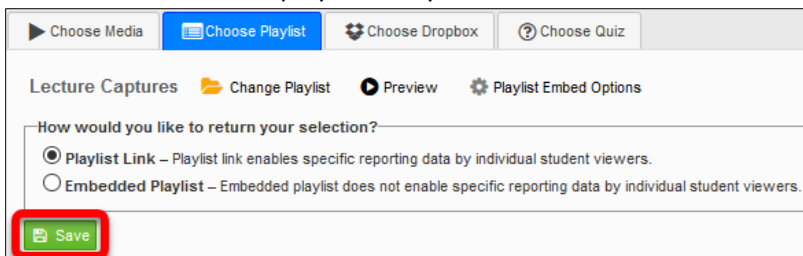 Choose Media Choose Playlist Choose Dropbox Choose Quiz
Lecture Captures Change Playlist Preview Playlist Embed Options
How would you like to return your selection?
Playlist Link – Playlist link enables specific reporting data by individual student viewers.
Embedded Playlist – Embedded playlist does not enable specific reporting data by individual student viewers.
Save